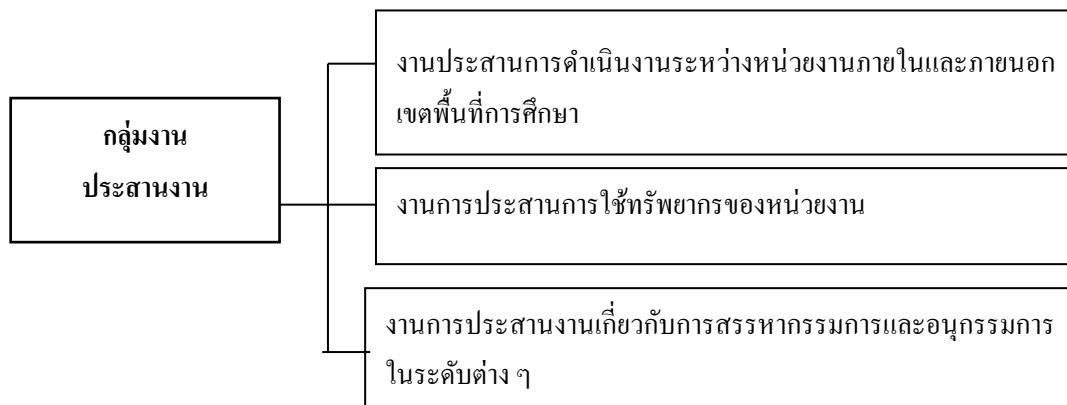 กลุ่มงาน
ประสานงาน
งานประสานการดำเนินงานระหว่างหน่วยงานภายในและภายนอก
เขตพื้นที่การศึกษา
งานการประสานการใช้ทรัพยากรของหน่วยงาน
งานการประสานงานเกี่ยวกับการสรรหากรรมการและอนุกรรมการ
ในระดับต่าง ๆ